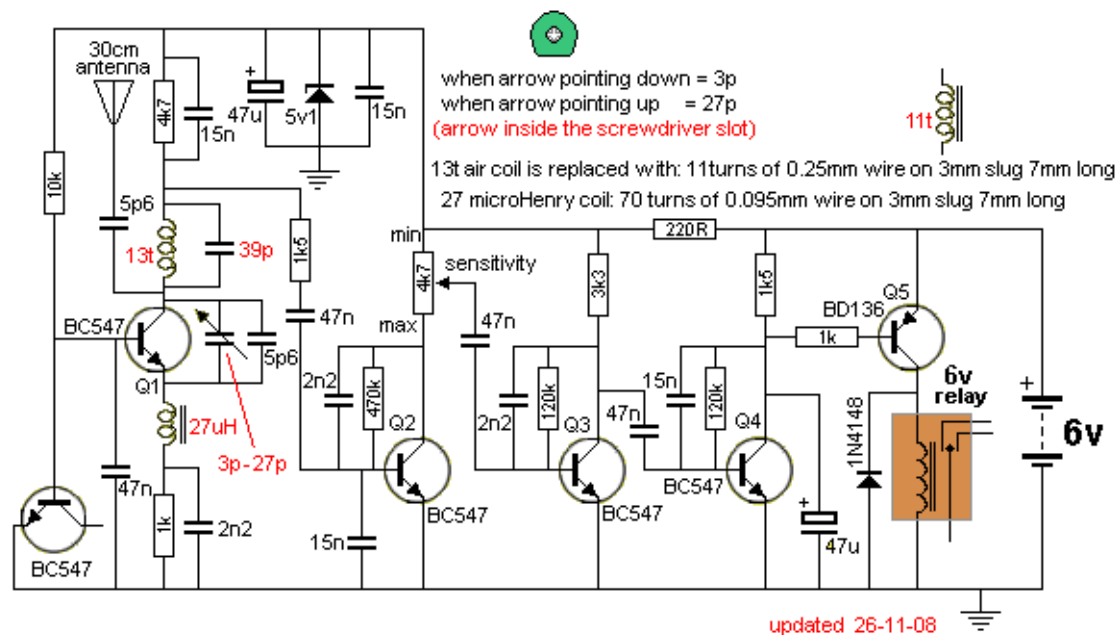 30cm
antenna
4k7
15n
47u
+
5v1
15n
when arrow pointing down = 3p
when arrow pointing up = 27p
(arrow inside the screwdriver slot)
11t
13t air coil is replaced with: 11turns of 0.25mm wire on 3mm slug 7mm long
27 microHenry coil: 70 turns of 0.095mm wire on 3mm slug 7mm long
10k
5p6
13t
39p
1k5
min
4k7
sensitivity
max
220R
3k3
1k5
Q5
BD136
1k
BC547
Q1
5p6
47n
47n
2n2
470k
Q2
2n2
120k
Q3
47n
15n
120k
Q4
6v
relay
+
6v
27uH
3p-27p
1N4148
47n
1k
2n2
BC547
15n
BC547
BC547
BC547
+
47u
updated 26-11-08